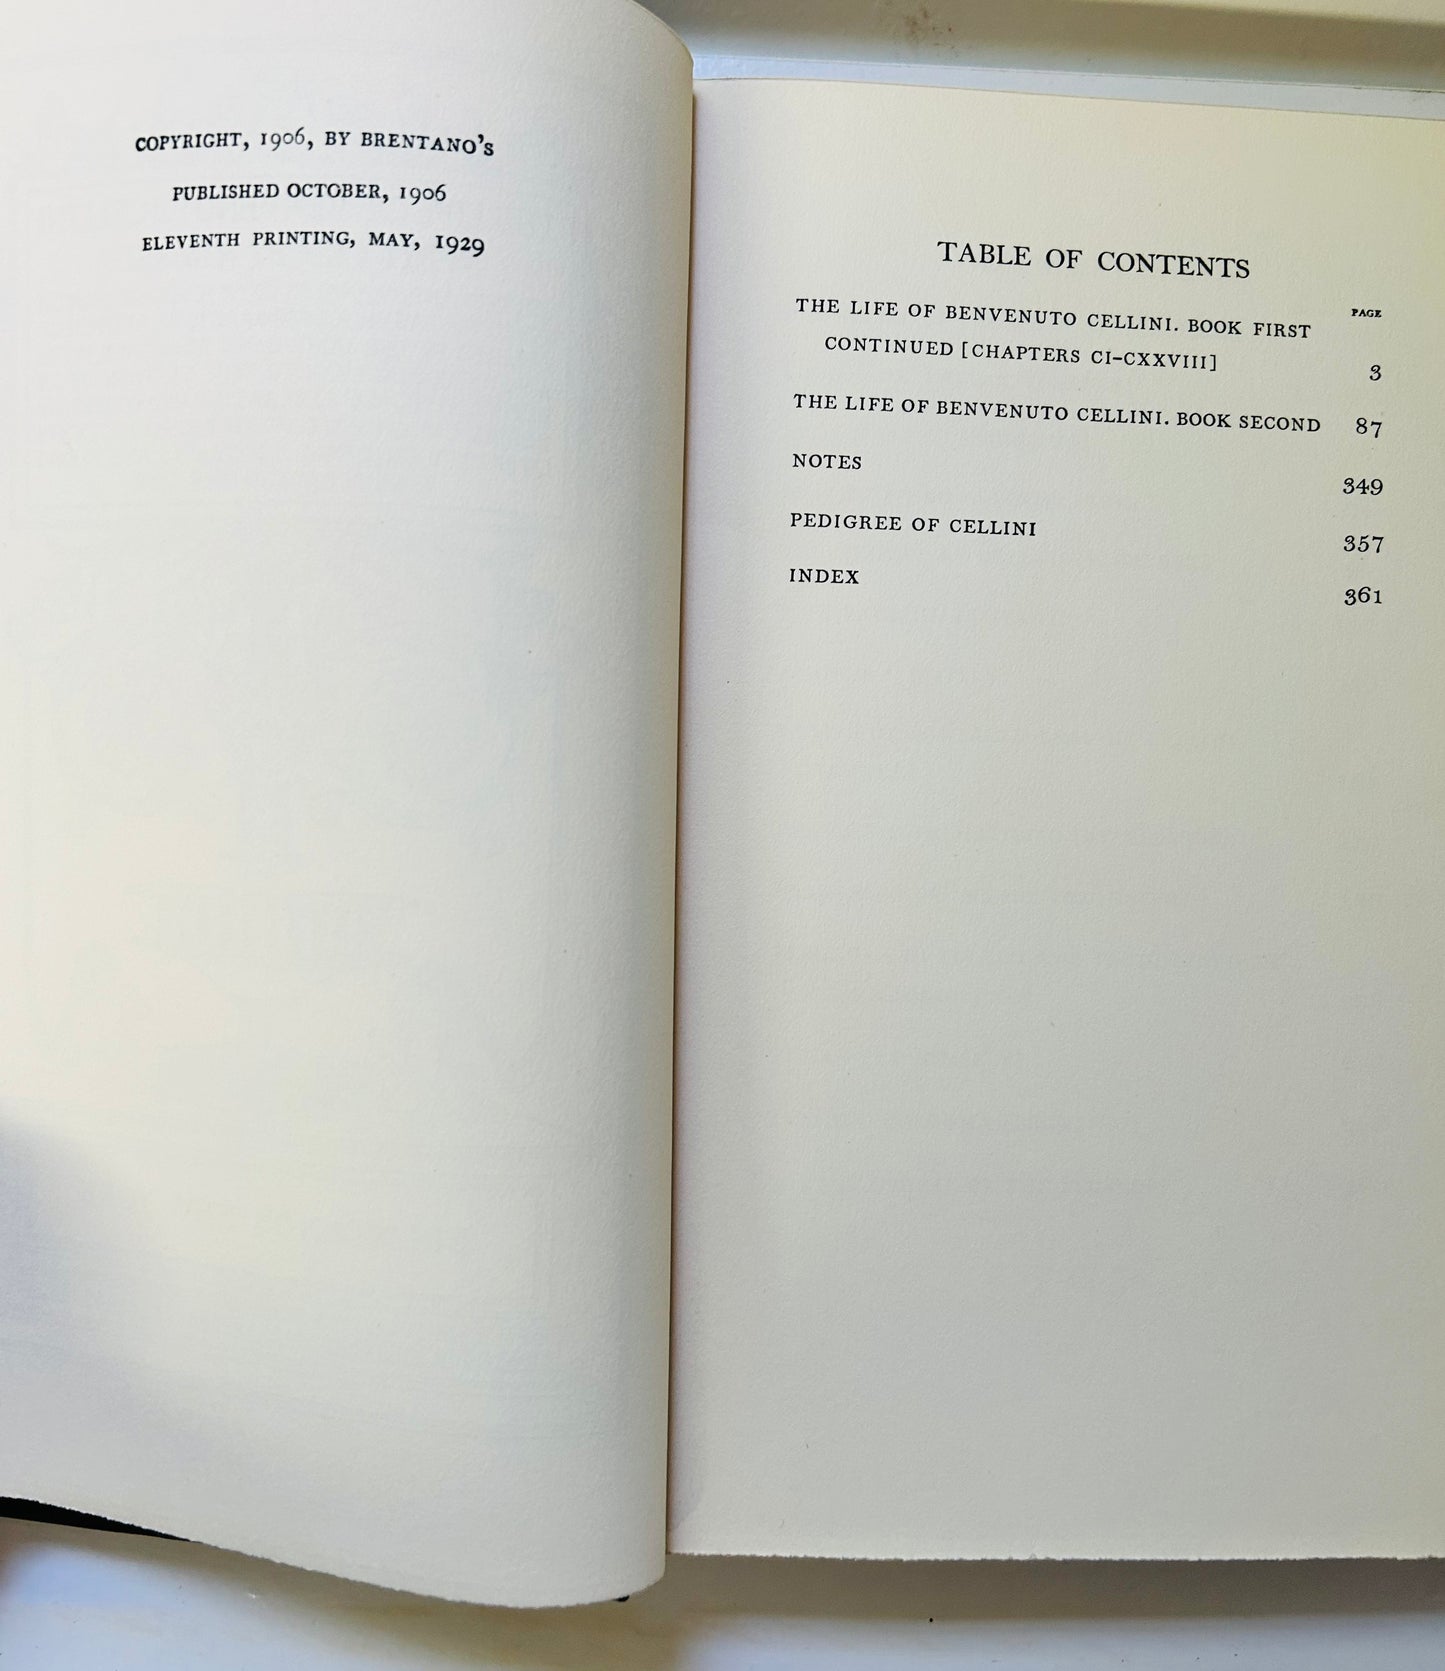 COPYRIGHT, 1906, BY BRENTANO'S
PUBLISHED OCTOBER, 1906
ELEVENTH PRINTING, MAY, 1929
TABLE OF CONTENTS
PAGE
THE LIFE OF BENVENUTO CELLINI. BOOK FIRST
CONTINUED [CHAPTERS CI–CXXVIII] 3
THE LIFE OF BENVENUTO CELLINI. BOOK SECOND 87
NOTES 349
PEDIGREE OF CELLINI 357
INDEX 361